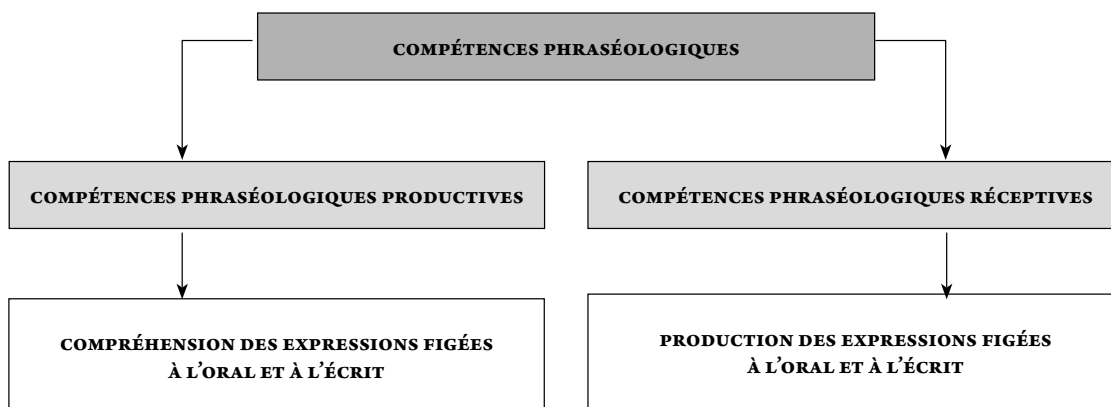 COMPÉTENCES PHRASÉOLOGIQUES
COMPÉTENCES PHRASÉOLOGIQUES PRODUCTIVES
COMPÉTENCES PHRASÉOLOGIQUES RÉCEPTIVES
COMPRÉHENSION DES EXPRESSIONS FIGÉES
À L’ORAL ET À L’ÉCRIT
PRODUCTION DES EXPRESSIONS FIGÉES
À L’ORAL ET À L’ÉCRIT